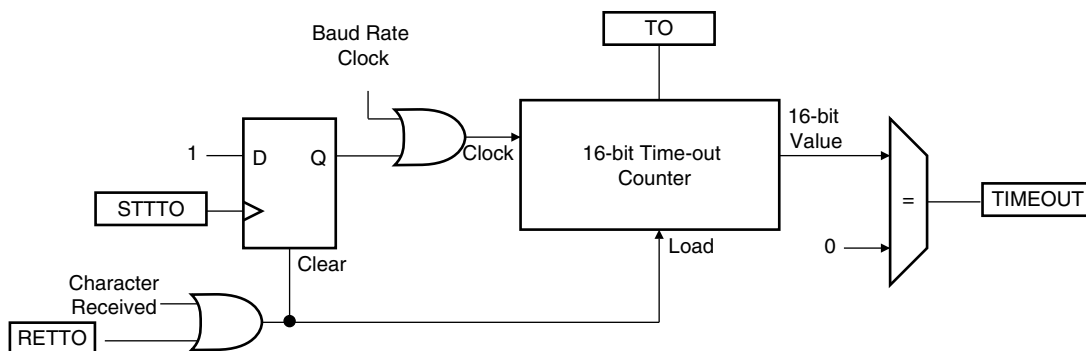 TO
Baud Rate
Clock
1
D
Q
STTTO
Clear
Clock
16-bit Time-out
Counter
Load
16-bit
Value
=
0
TIMEOUT
Character
Received
RETTO